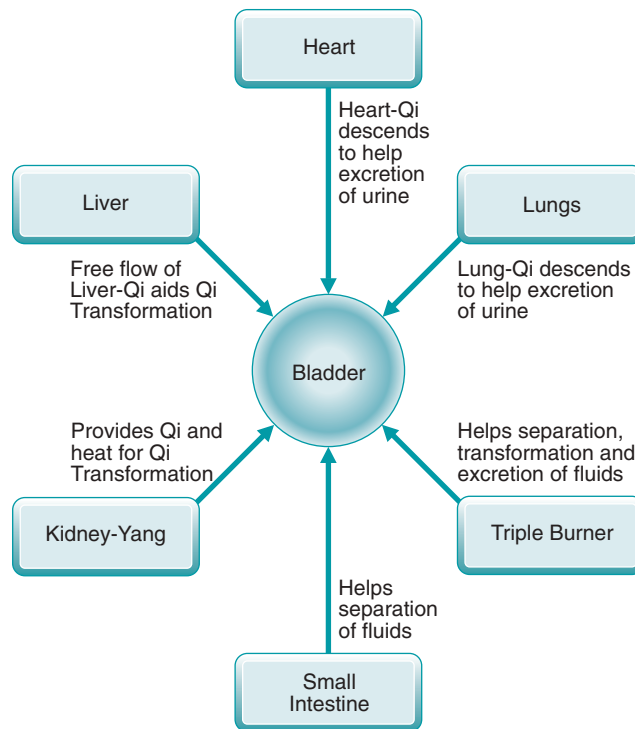 Heart
Heart-Qi
descends
to help
excretion
of urine
Liver
Lungs
Free flow of
Liver-Qi aids Qi
Transformation
Lung-Qi descends
to help excretion
of urine
Bladder
Provides Qi and
heat for Qi
Transformation
Helps separation,
transformation and
excretion of fluids
Kidney-Yang
Triple Burner
Helps
separation
of fluids
Small
Intestine